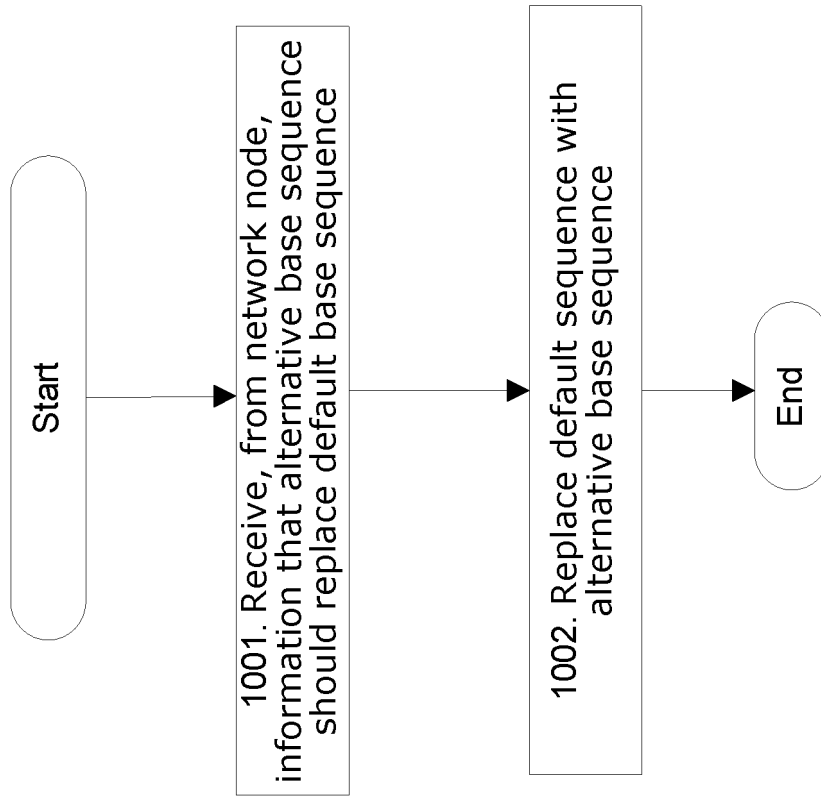 Start
1001. Receive, from network node,
information that alternative base sequence
should replace default base sequence
1002. Replace default sequence with
alternative base sequence
End